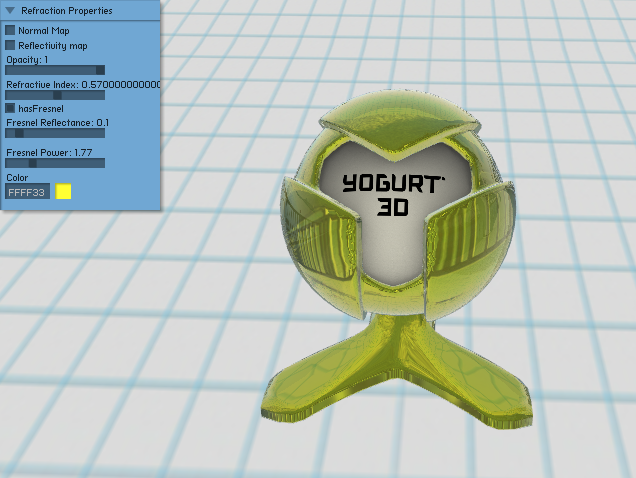 Refraction Properties
Normal Map
Reflectivity map
Opacity: 1
Refractive Index: 0.570000000000
hasFresnel
Fresnel Reflectance: 0.1
Fresnel Power: 1.77
Color
FFFF33
YOGURT
3D